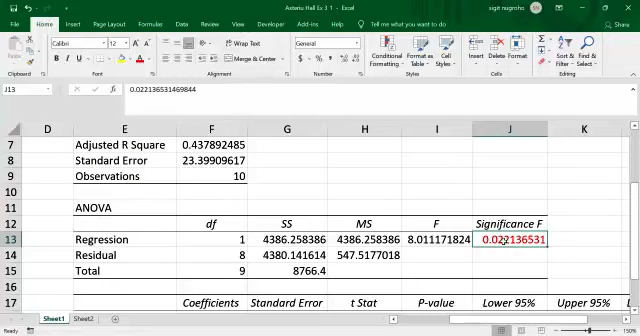 Asteriu Hall Ex 3 1 - Excel
sigit nugroho SN
File Home Insert Draw Page Layout Formulas Data Review View Help Tell me what you want to do
Calibri 12 Wrap Text General
Paste Merge & Center Conditional Formatting Format as Table Cell Styles Insert Delete Format Sort & Filter Find & Select
Clipboard Font Alignment Number Styles Cells Editing
J13 0.022136531469844
D E F G H I J K
7 Adjusted R Square 0.437892485
8 Standard Error 23.39909617
9 Observations 10
10
11 ANOVA
12 df SS MS F Significance F
13 Regression 1 4386.258386 4386.258386 8.011171824 0.022136531
14 Residual 8 4380.141614 547.5177018
15 Total 9 8766.4
16
17 Coefficients Standard Error t Stat P-value Lower 95% Upper 95%
Sheet1 Sheet2
Ready 150%